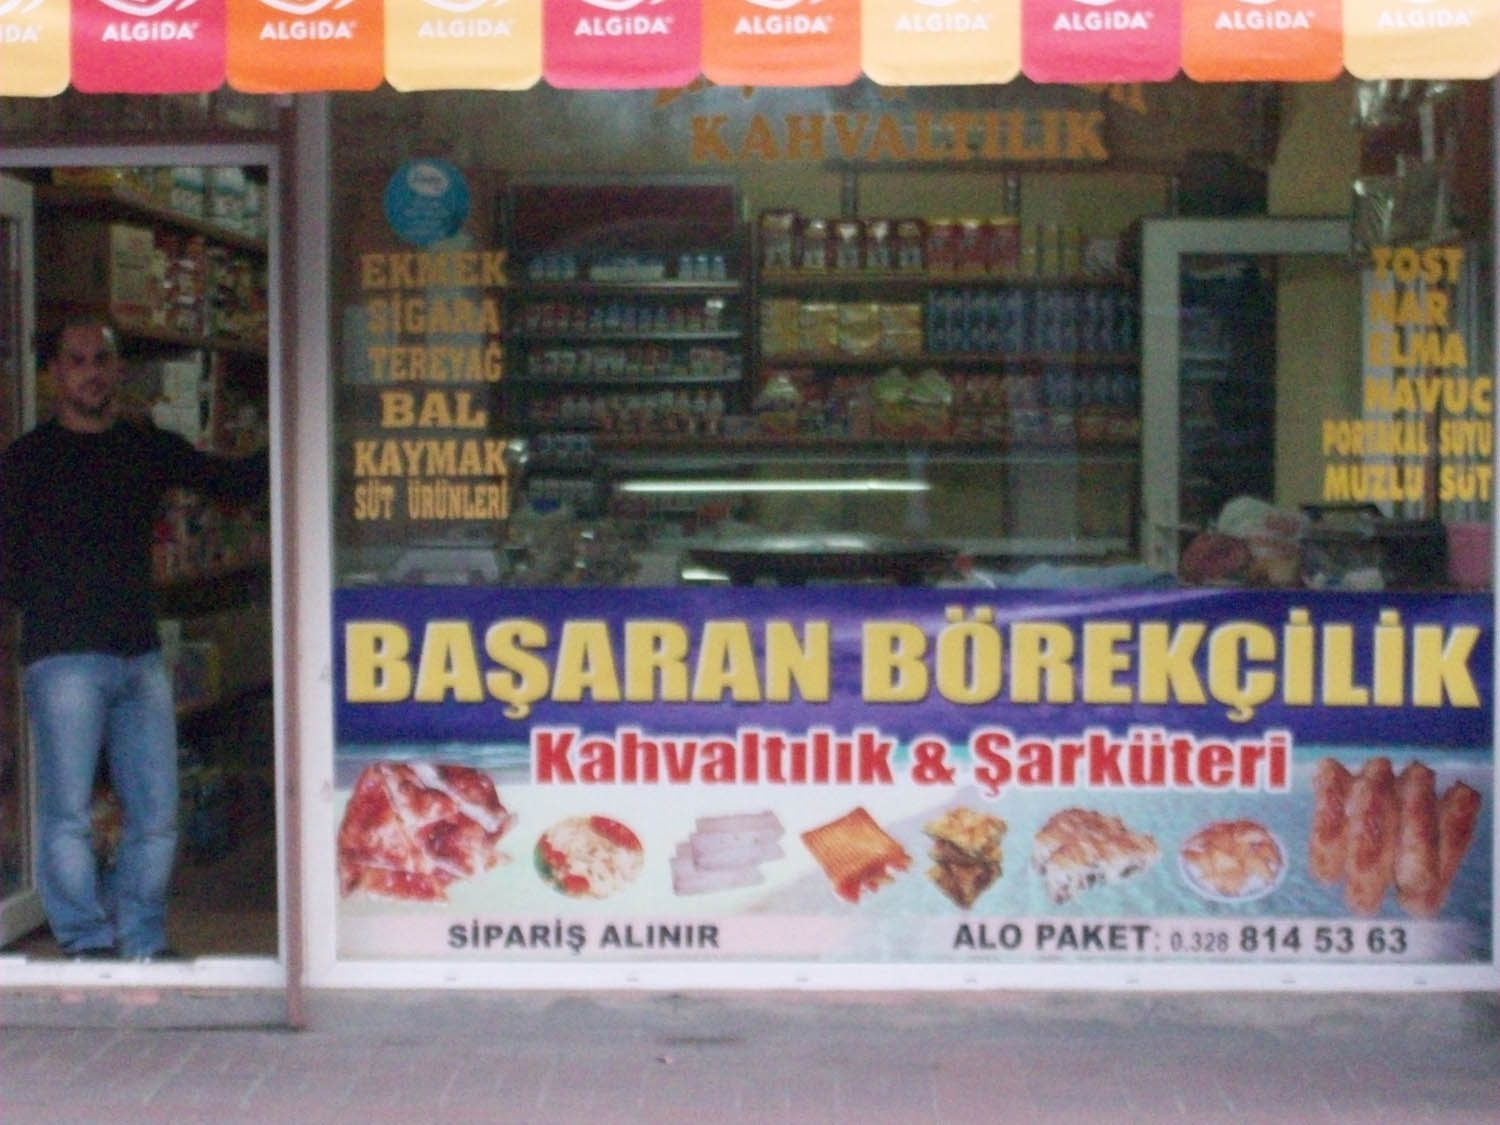 ALGiDA ALGiDA ALGiDA ALGiDA ALGiDA ALGiDA ALGiDA ALGiDA ALGiDA
KAHVALTILIK
EKMEK
SİGARA
TEREYAĞ
BAL
KAYMAK
SÜT ÜRÜNLERİ
TOST
NAR
ELMA
HAVUC
PORTAKAL SUYU
MUZLU SÜT
BAŞARAN BÖREKÇİLİK
Kahvaltılık & Şarküteri
SİPARİŞ ALINIR
ALO PAKET: 0.328 814 53 63